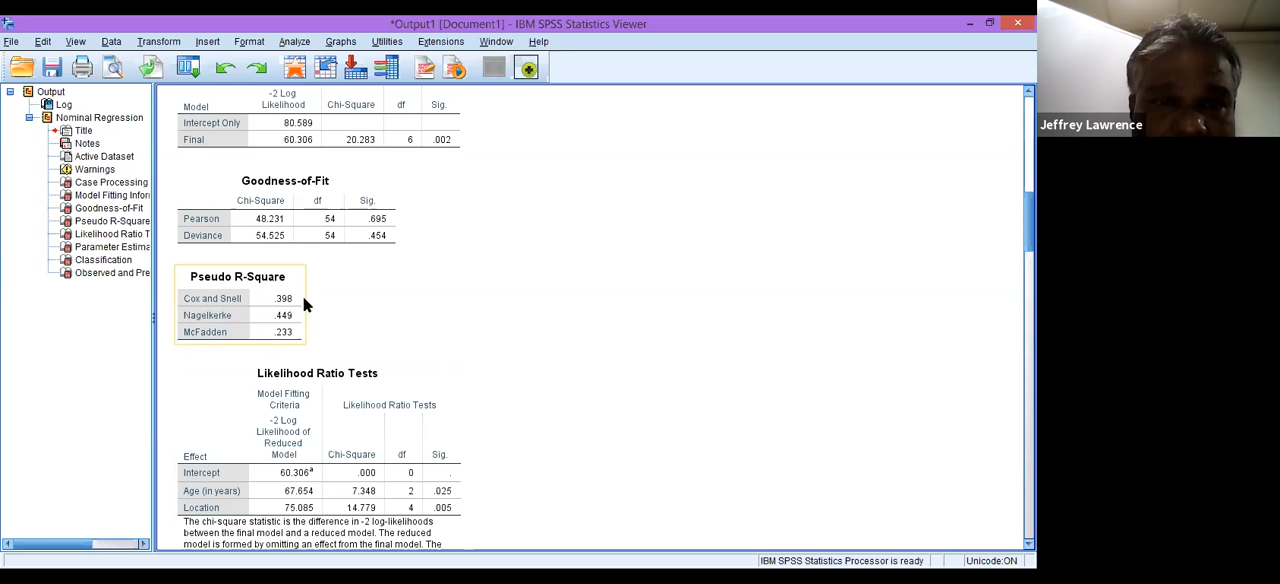 *Output1 [Document1] - IBM SPSS Statistics Viewer
File Edit View Data Transform Insert Format Analyze Graphs Utilities Extensions Window Help
Output
Log
Nominal Regression
Title
Notes
Active Dataset
Warnings
Case Processing
Model Fitting Infor
Goodness-of-Fit
Pseudo R-Square
Likelihood Ratio T
Parameter Estima
Classification
Observed and Pre
Model -2 Log Likelihood Chi-Square df Sig.
Intercept Only 80.589
Final 60.306 20.283 6 .002
Goodness-of-Fit
Chi-Square df Sig.
Pearson 48.231 54 .695
Deviance 54.525 54 .454
Pseudo R-Square
Cox and Snell .398
Nagelkerke .449
McFadden .233
Likelihood Ratio Tests
Model Fitting Criteria Likelihood Ratio Tests
Effect -2 Log Likelihood of Reduced Model Chi-Square df Sig.
Intercept 60.306a .000 0 .
Age (in years) 67.654 7.348 2 .025
Location 75.085 14.779 4 .005
The chi-square statistic is the difference in -2 log-likelihoods
between the final model and a reduced model. The reduced
model is formed by omitting an effect from the final model. The
IBM SPSS Statistics Processor is ready Unicode:ON
Jeffrey Lawrence